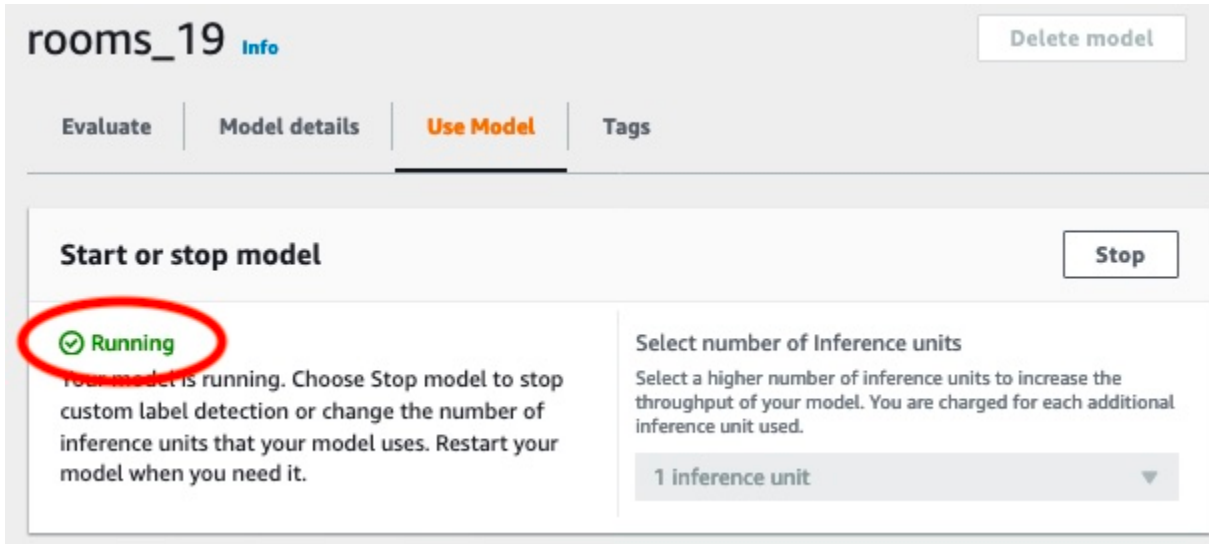 rooms_19 Info
Delete model
Evaluate
Model details
Use Model
Tags
Start or stop model
Stop
Running
Your model is running. Choose Stop model to stop
custom label detection or change the number of
inference units that your model uses. Restart your
model when you need it.
Select number of Inference units
Select a higher number of inference units to increase the
throughput of your model. You are charged for each additional
inference unit used.
1 inference unit